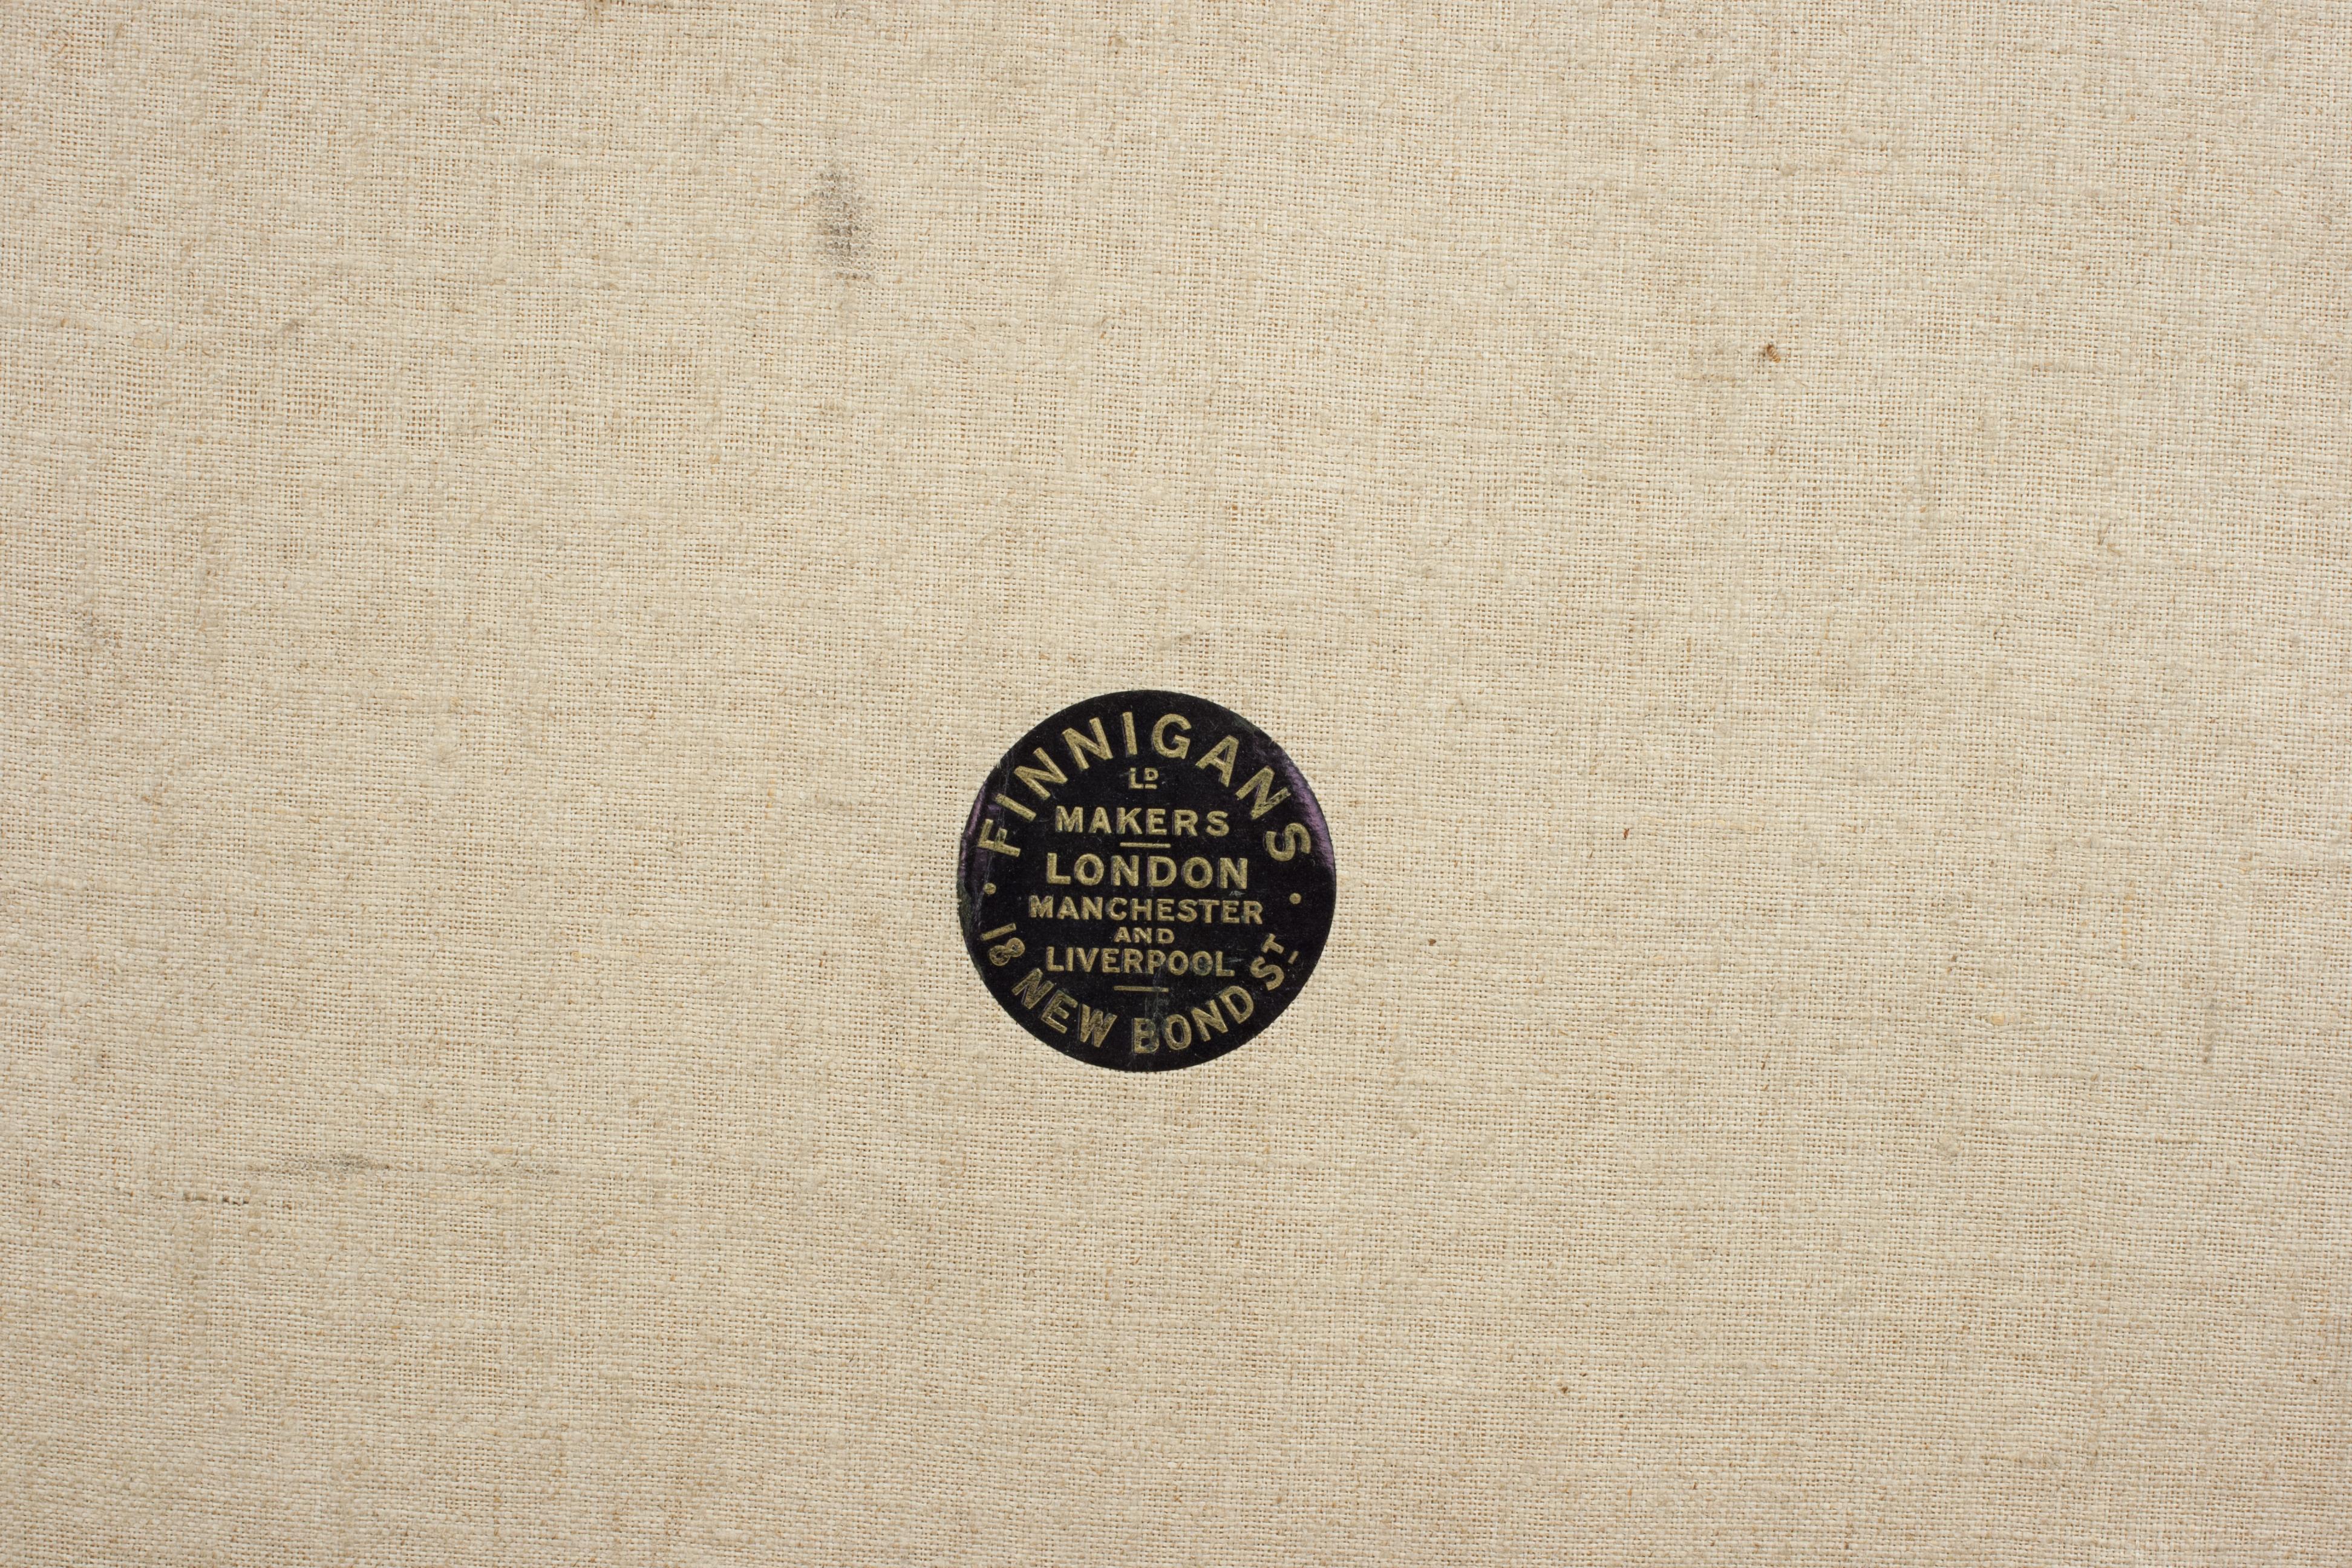 FINNIGANS
LD
MAKERS
LONDON
MANCHESTER
AND
LIVERPOOL
18 NEW BOND ST